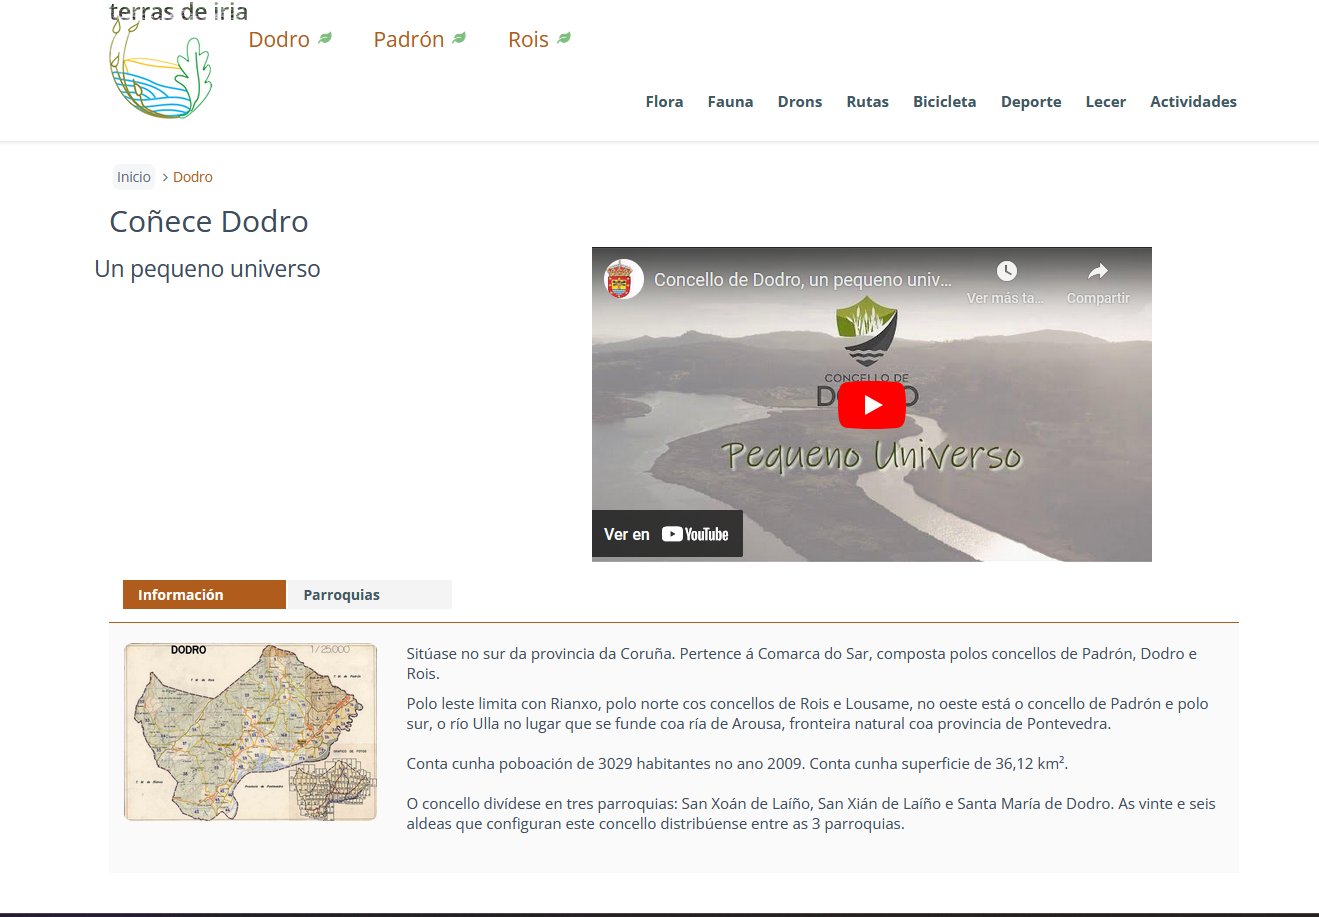 terras de iria
Dodro
Padrón
Rois
Flora
Fauna
Drons
Rutas
Bicicleta
Deporte
Lecer
Actividades
Inicio > Dodro
Coñece Dodro
Un pequeno universo
Concello de Dodro, un pequeno univ...
Ver más ta...
Compartir
CONCELLO DE
Pequeno Universo
Ver en YouTube
Información
Parroquias
DODRO
1/25.000
Sitúase no sur da provincia da Coruña. Pertence á Comarca do Sar, composta polos concellos de Padrón, Dodro e
Rois.
Polo leste limita con Rianxo, polo norte cos concellos de Rois e Lousame, no oeste está o concello de Padrón e polo
sur, o río Ulla no lugar que se funde coa ría de Arousa, fronteira natural coa provincia de Pontevedra.
Conta cunha poboación de 3029 habitantes no ano 2009. Conta cunha superficie de 36,12 km².
O concello divídese en tres parroquias: San Xoán de Laíño, San Xián de Laíño e Santa María de Dodro. As vinte e seis
aldeas que configuran este concello distribúense entre as 3 parroquias.